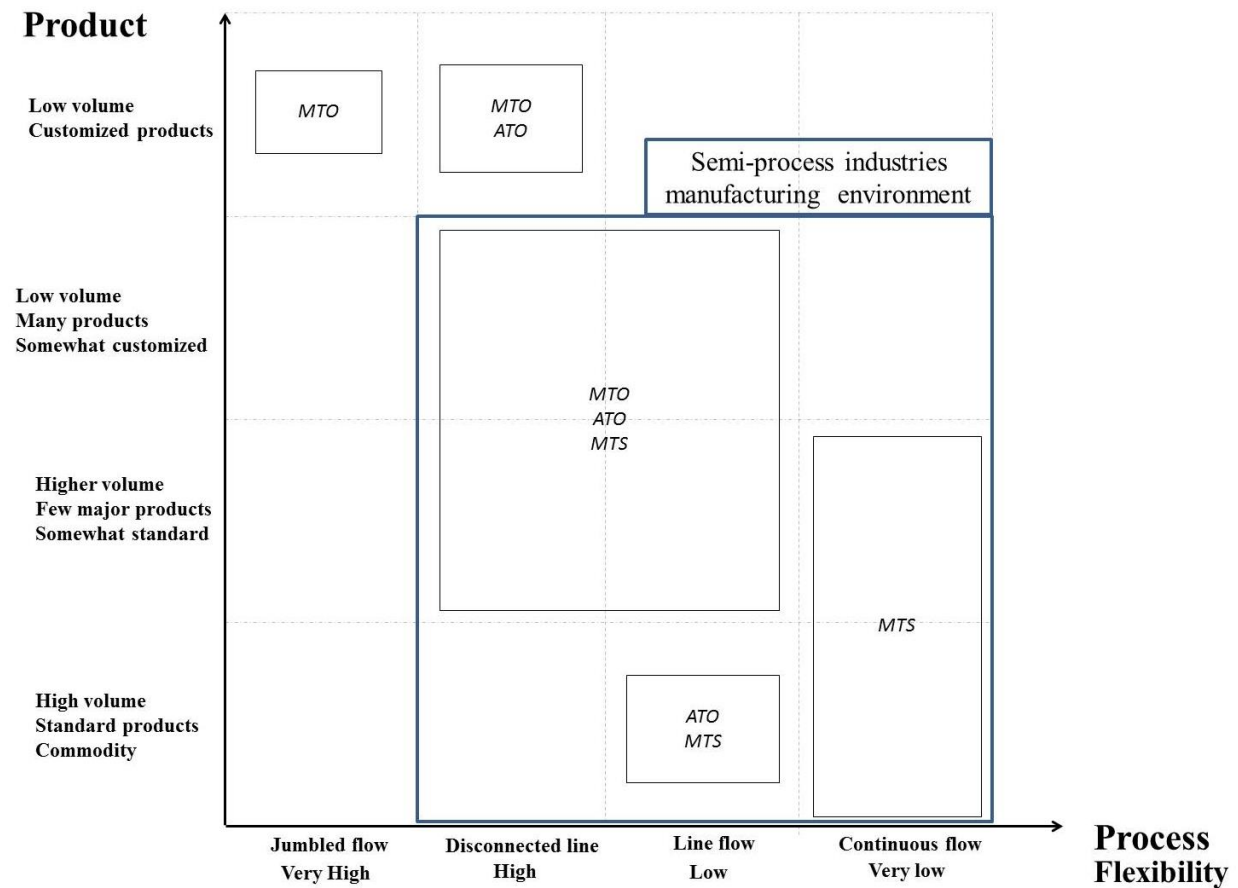 Product
Low volume
Customized products
MTO
MTO
ATO
Semi-process industries
manufacturing environment
Low volume
Many products
Somewhat customized
MTO
ATO
MTS
Higher volume
Few major products
Somewhat standard
MTS
High volume
Standard products
Commodity
ATO
MTS
Jumbled flow
Very High
Disconnected line
High
Line flow
Low
Continuous flow
Very low
Process
Flexibility